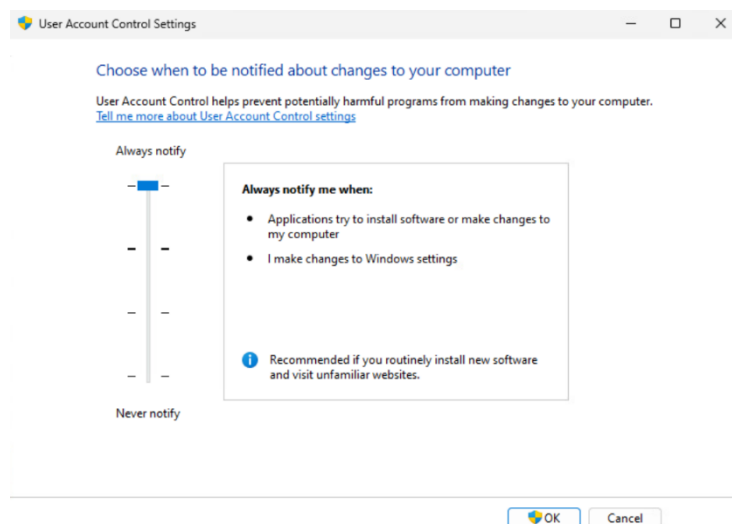 User Account Control Settings
Choose when to be notified about changes to your computer
User Account Control helps prevent potentially harmful programs from making changes to your computer.
Tell me more about User Account Control settings
Always notify
Always notify me when:
Applications try to install software or make changes to
my computer
I make changes to Windows settings
Recommended if you routinely install new software
and visit unfamiliar websites.
Never notify
OK
Cancel